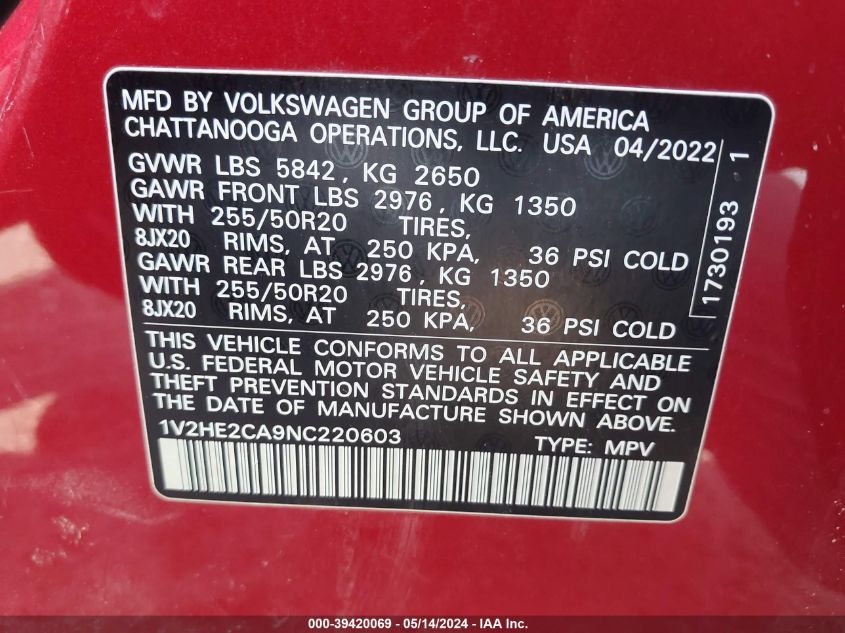 MFD BY VOLKSWAGEN GROUP OF AMERICA
CHATTANOOGA OPERATIONS, LLC. USA 04/2022
GVWR LBS 5842, KG 2650
GAWR FRONT LBS 2976, KG 1350
WITH 255/50R20 TIRES,
8JX20 RIMS, AT 250 KPA, 36 PSI COLD
GAWR REAR LBS 2976, KG 1350
WITH 255/50R20 TIRES,
8JX20 RIMS, AT 250 KPA, 36 PSI COLD
THIS VEHICLE CONFORMS TO ALL APPLICABLE
U.S. FEDERAL MOTOR VEHICLE SAFETY AND
THEFT PREVENTION STANDARDS IN EFFECT ON
THE DATE OF MANUFACTURE SHOWN ABOVE.
1V2HE2CA9NC220603 TYPE: MPV
1730193 1
000-39420069 - 05/14/2024 - IAA Inc.